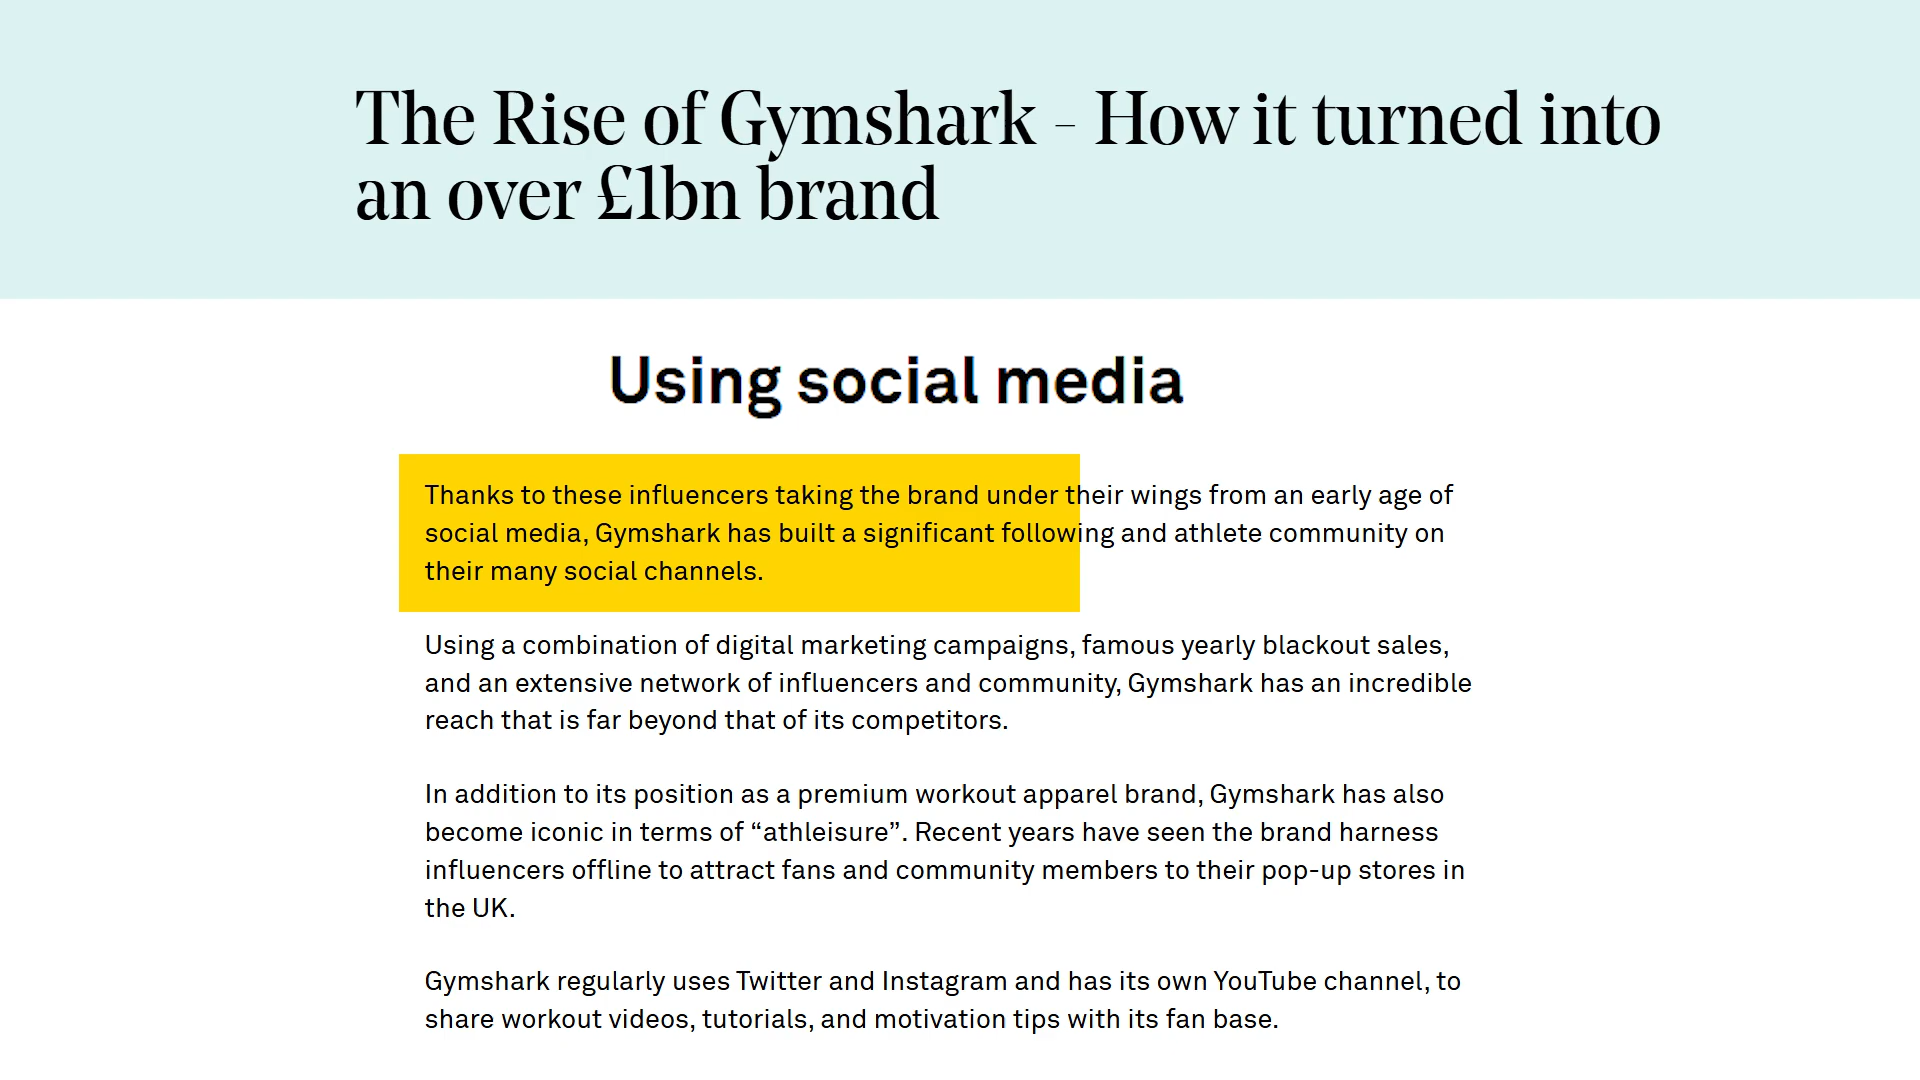 The Rise of Gymshark – How it turned into
an over £1bn brand
Using social media
Thanks to these influencers taking the brand under their wings from an early age of
social media, Gymshark has built a significant following and athlete community on
their many social channels.
Using a combination of digital marketing campaigns, famous yearly blackout sales,
and an extensive network of influencers and community, Gymshark has an incredible
reach that is far beyond that of its competitors.
In addition to its position as a premium workout apparel brand, Gymshark has also
become iconic in terms of “athleisure”. Recent years have seen the brand harness
influencers offline to attract fans and community members to their pop-up stores in
the UK.
Gymshark regularly uses Twitter and Instagram and has its own YouTube channel, to
share workout videos, tutorials, and motivation tips with its fan base.